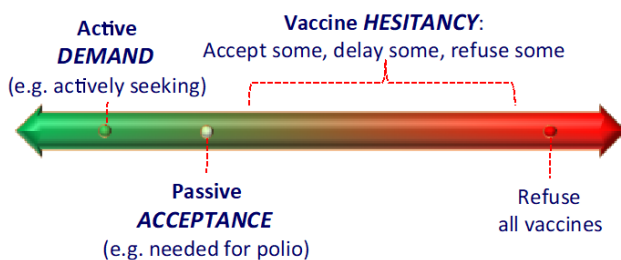 Active
DEMAND
(e.g. actively seeking)
Vaccine HESITANCY:
Accept some, delay some, refuse some
Passive
ACCEPTANCE
(e.g. needed for polio)
Refuse
all vaccines